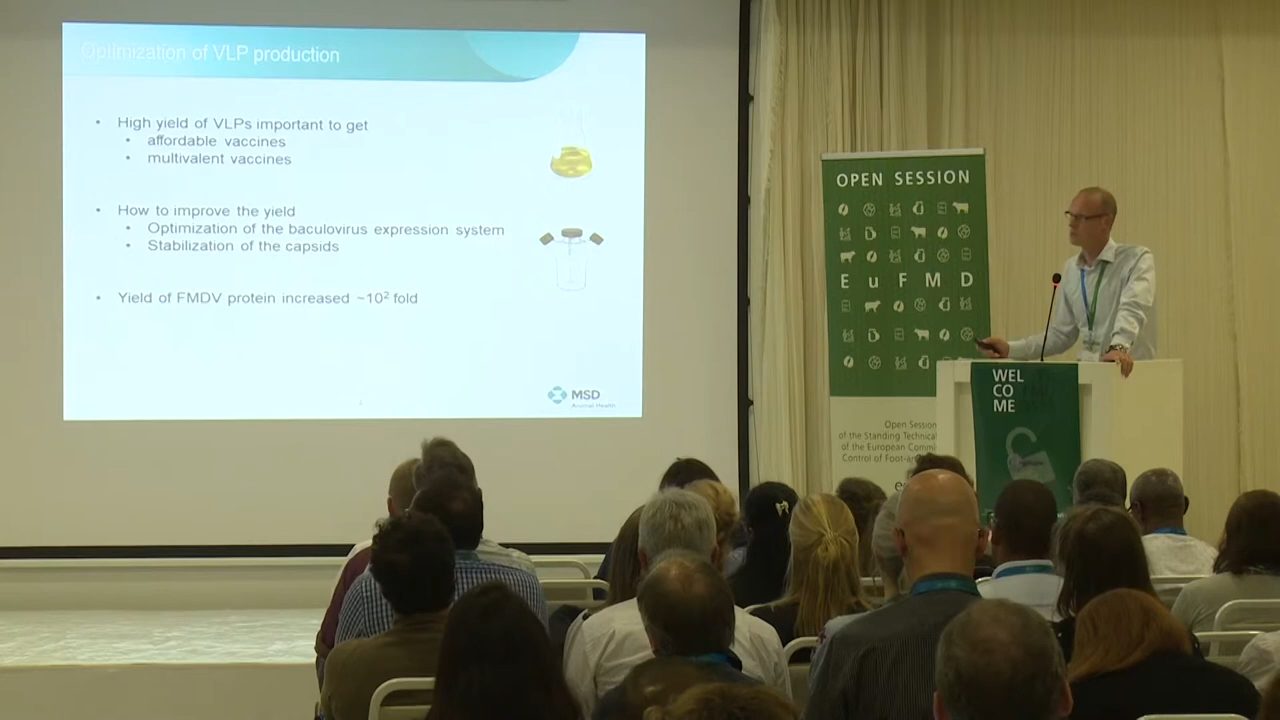 Optimization of VLP production
• High yield of VLPs important to get
• affordable vaccines
• multivalent vaccines
• How to improve the yield
• Optimization of the baculovirus expression system
• Stabilization of the capsids
• Yield of FMDV protein increased ~10² fold
MSD
Animal Health
OPEN SESSION
E u F M D
Open Session
of the Standing Technical
of the European Commi
Control of Foot-an
WEL
CO
ME